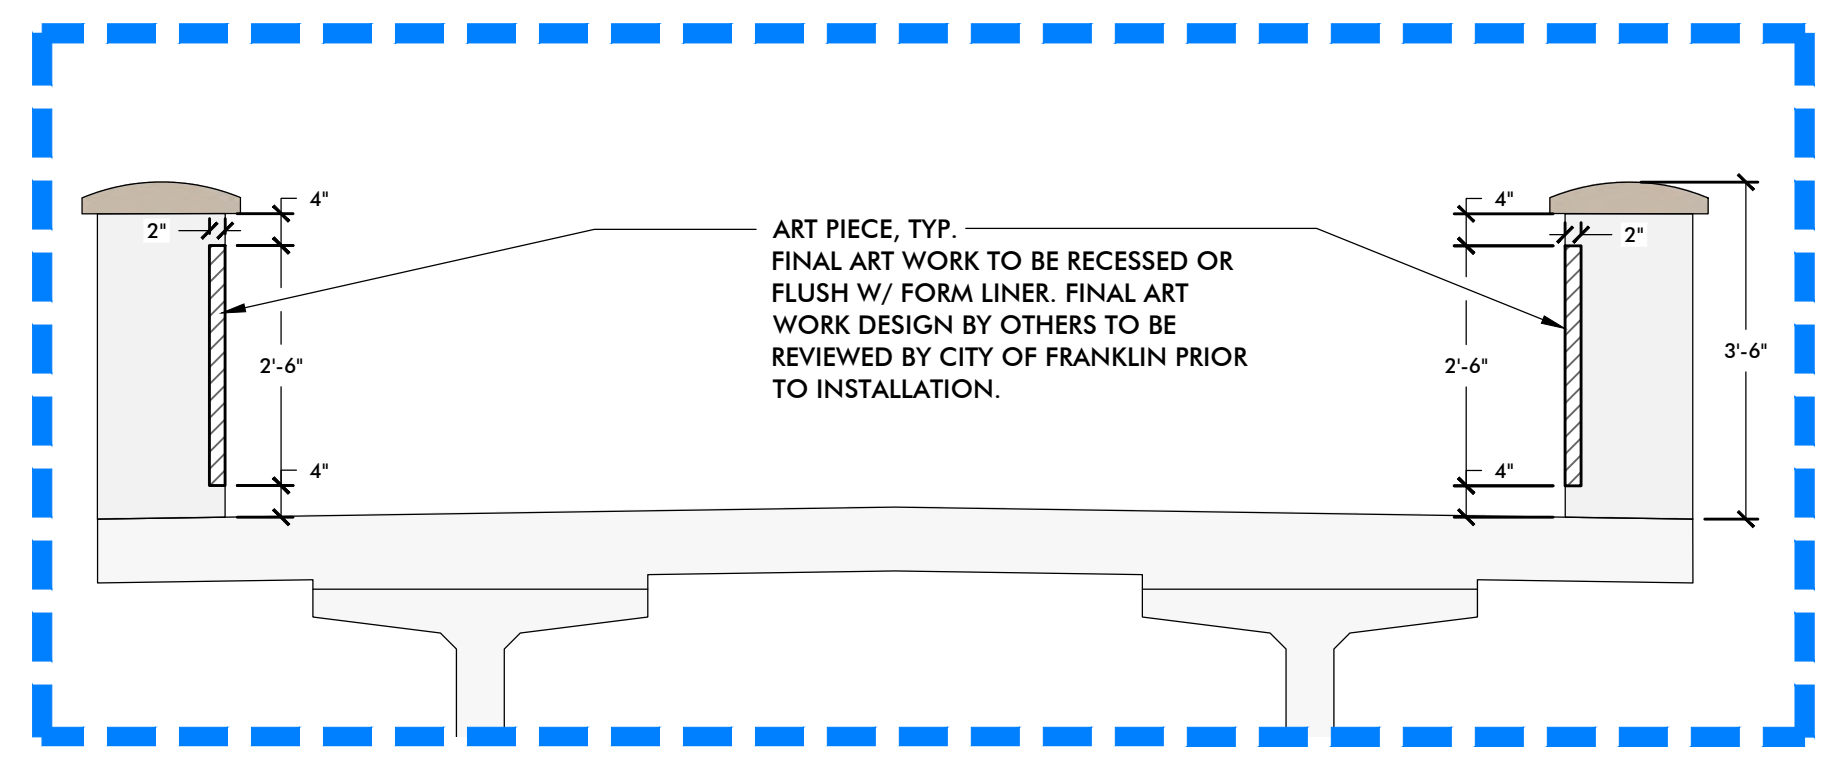 4"
2"
2'-6"
4"
ART PIECE, TYP.
FINAL ART WORK TO BE RECESSED OR
FLUSH W/ FORM LINER. FINAL ART
WORK DESIGN BY OTHERS TO BE
REVIEWED BY CITY OF FRANKLIN PRIOR
TO INSTALLATION.
4"
2"
2'-6"
4"
3'-6"